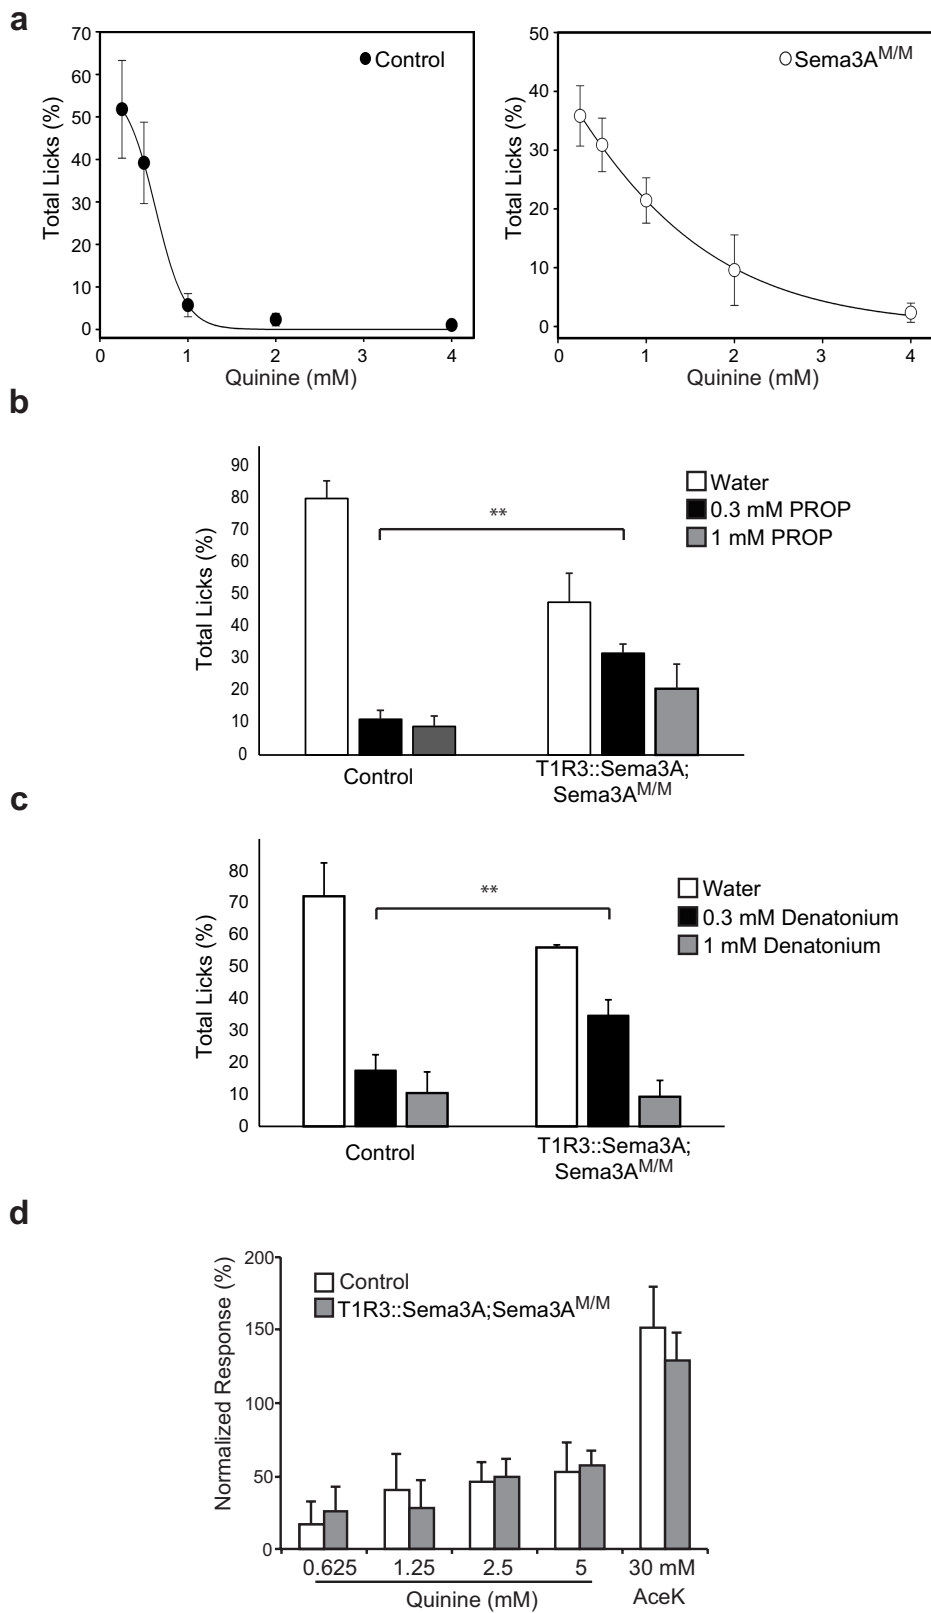 a
70
60
50
40
30
20
10
0
Total Licks (%)
Control
0 1 2 3 4
Quinine (mM)
50
40
30
20
10
0
Total Licks (%)
Sema3AM/M
0 1 2 3 4
Quinine (mM)
b
90
80
70
60
50
40
30
20
10
0
Total Licks (%)
**
Water
0.3 mM PROP
1 mM PROP
Control
T1R3::Sema3A;
Sema3AM/M
c
80
70
60
50
40
30
20
10
0
Total Licks (%)
**
Water
0.3 mM Denatonium
1 mM Denatonium
Control
T1R3::Sema3A;
Sema3AM/M
d
200
150
100
50
0
Normalized Response (%)
Control
T1R3::Sema3A;Sema3AM/M
0.625 1.25 2.5 5 30 mM
Quinine (mM) AceK